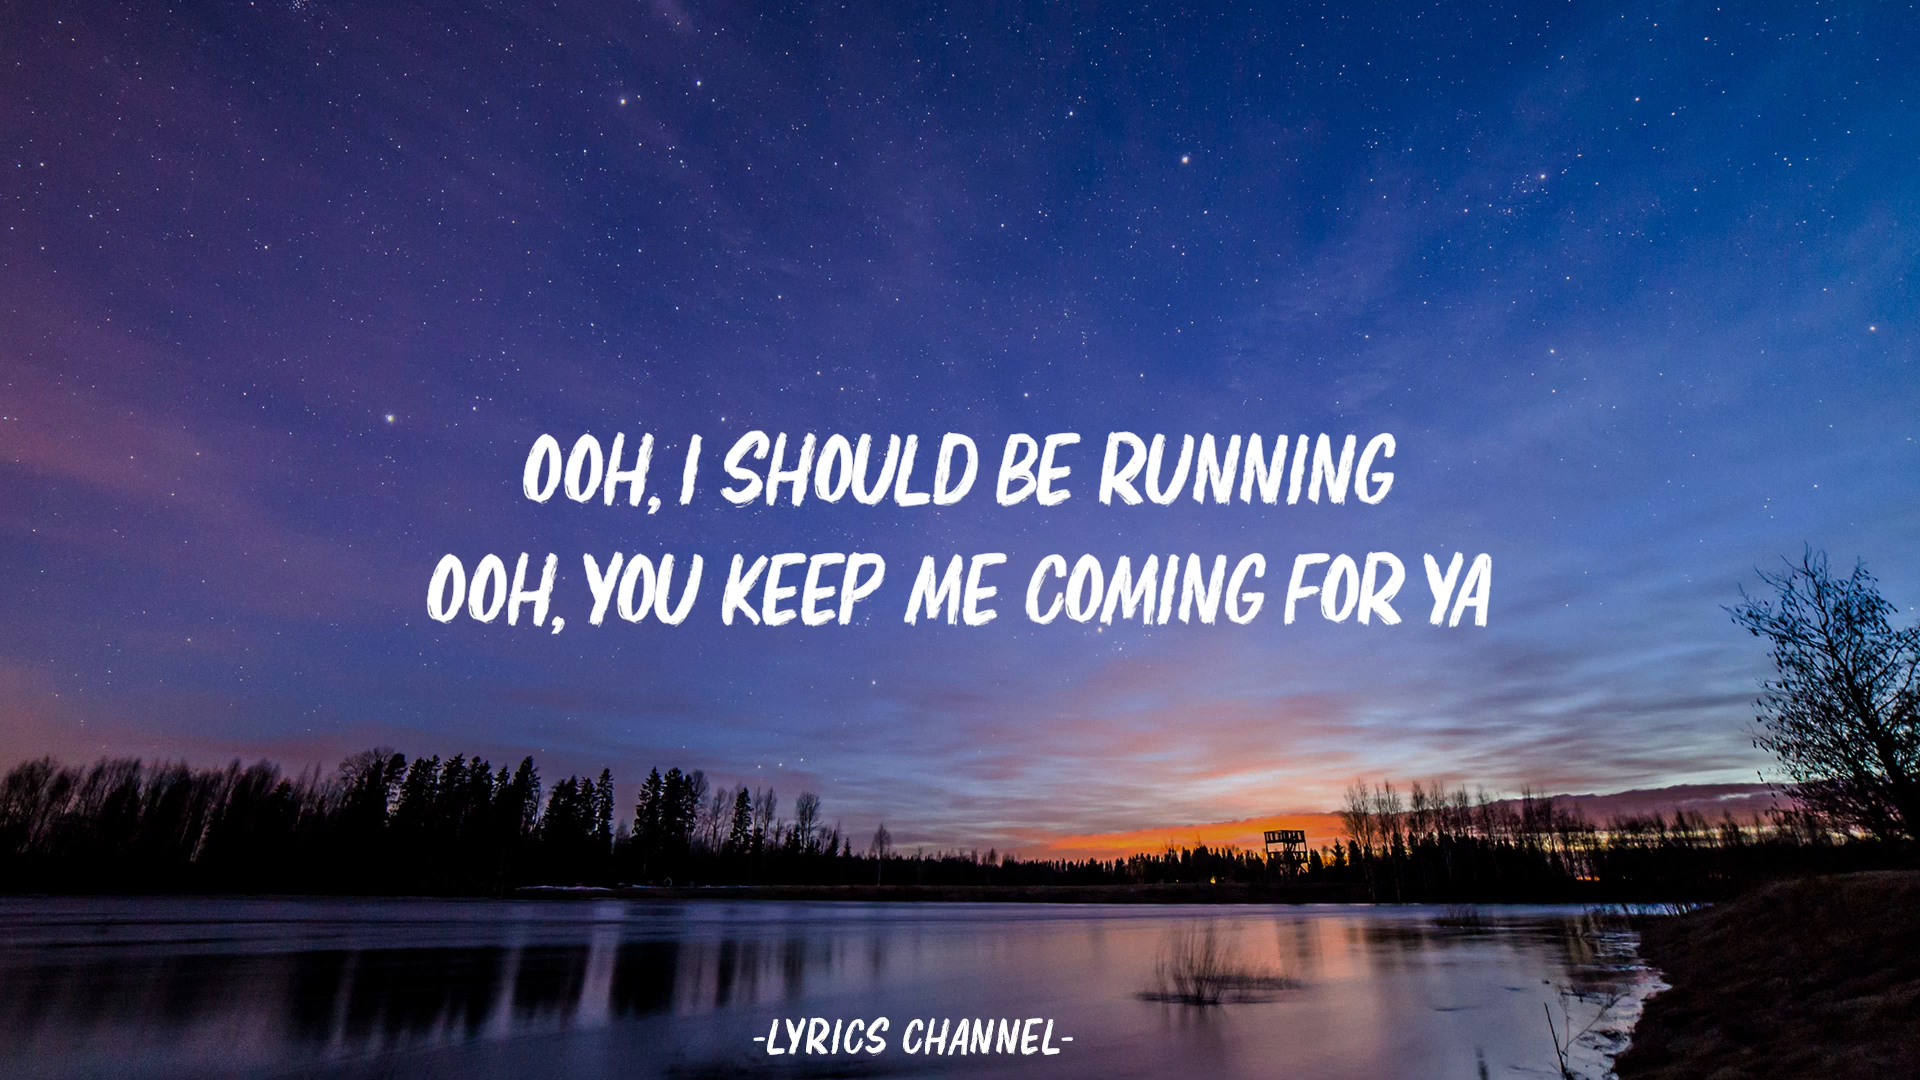 OOH, I SHOULD BE RUNNING
OOH, YOU KEEP ME COMING FOR YA
-LYRICS CHANNEL-